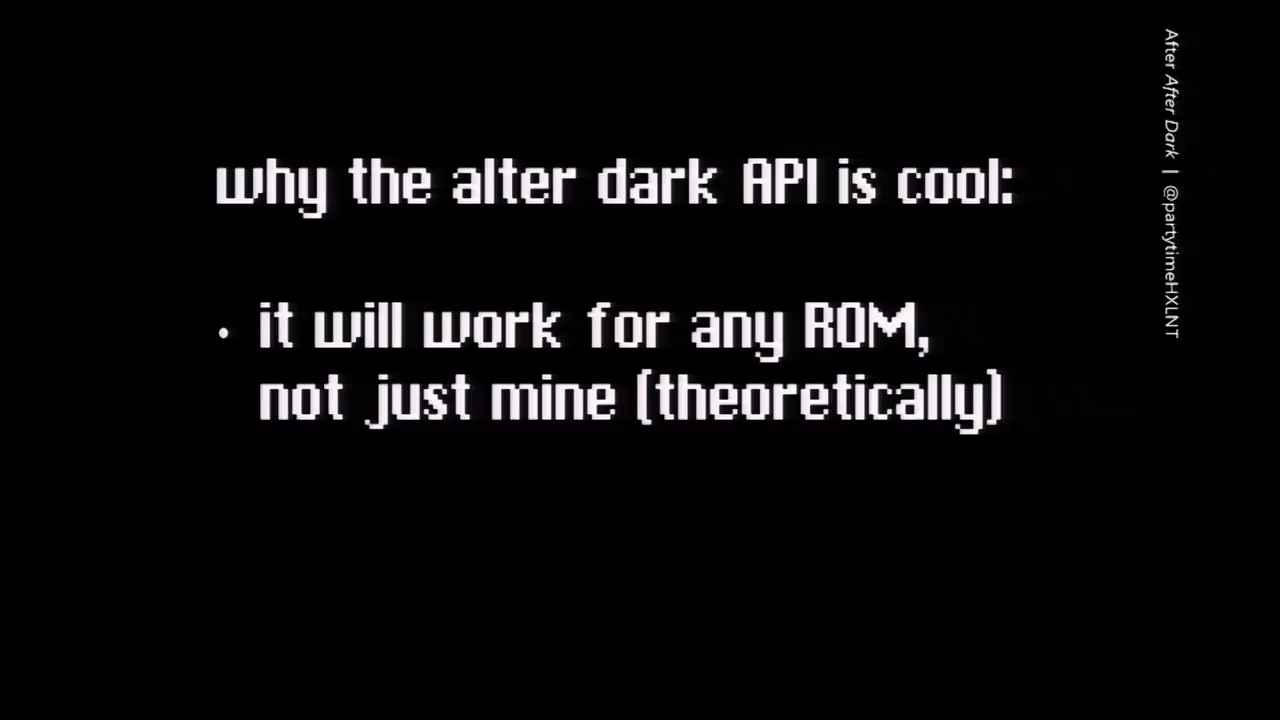 why the alter dark API is cool:
• it will work for any ROM,
not just mine (theoretically)
After After Dark | @partytimeHXLNT